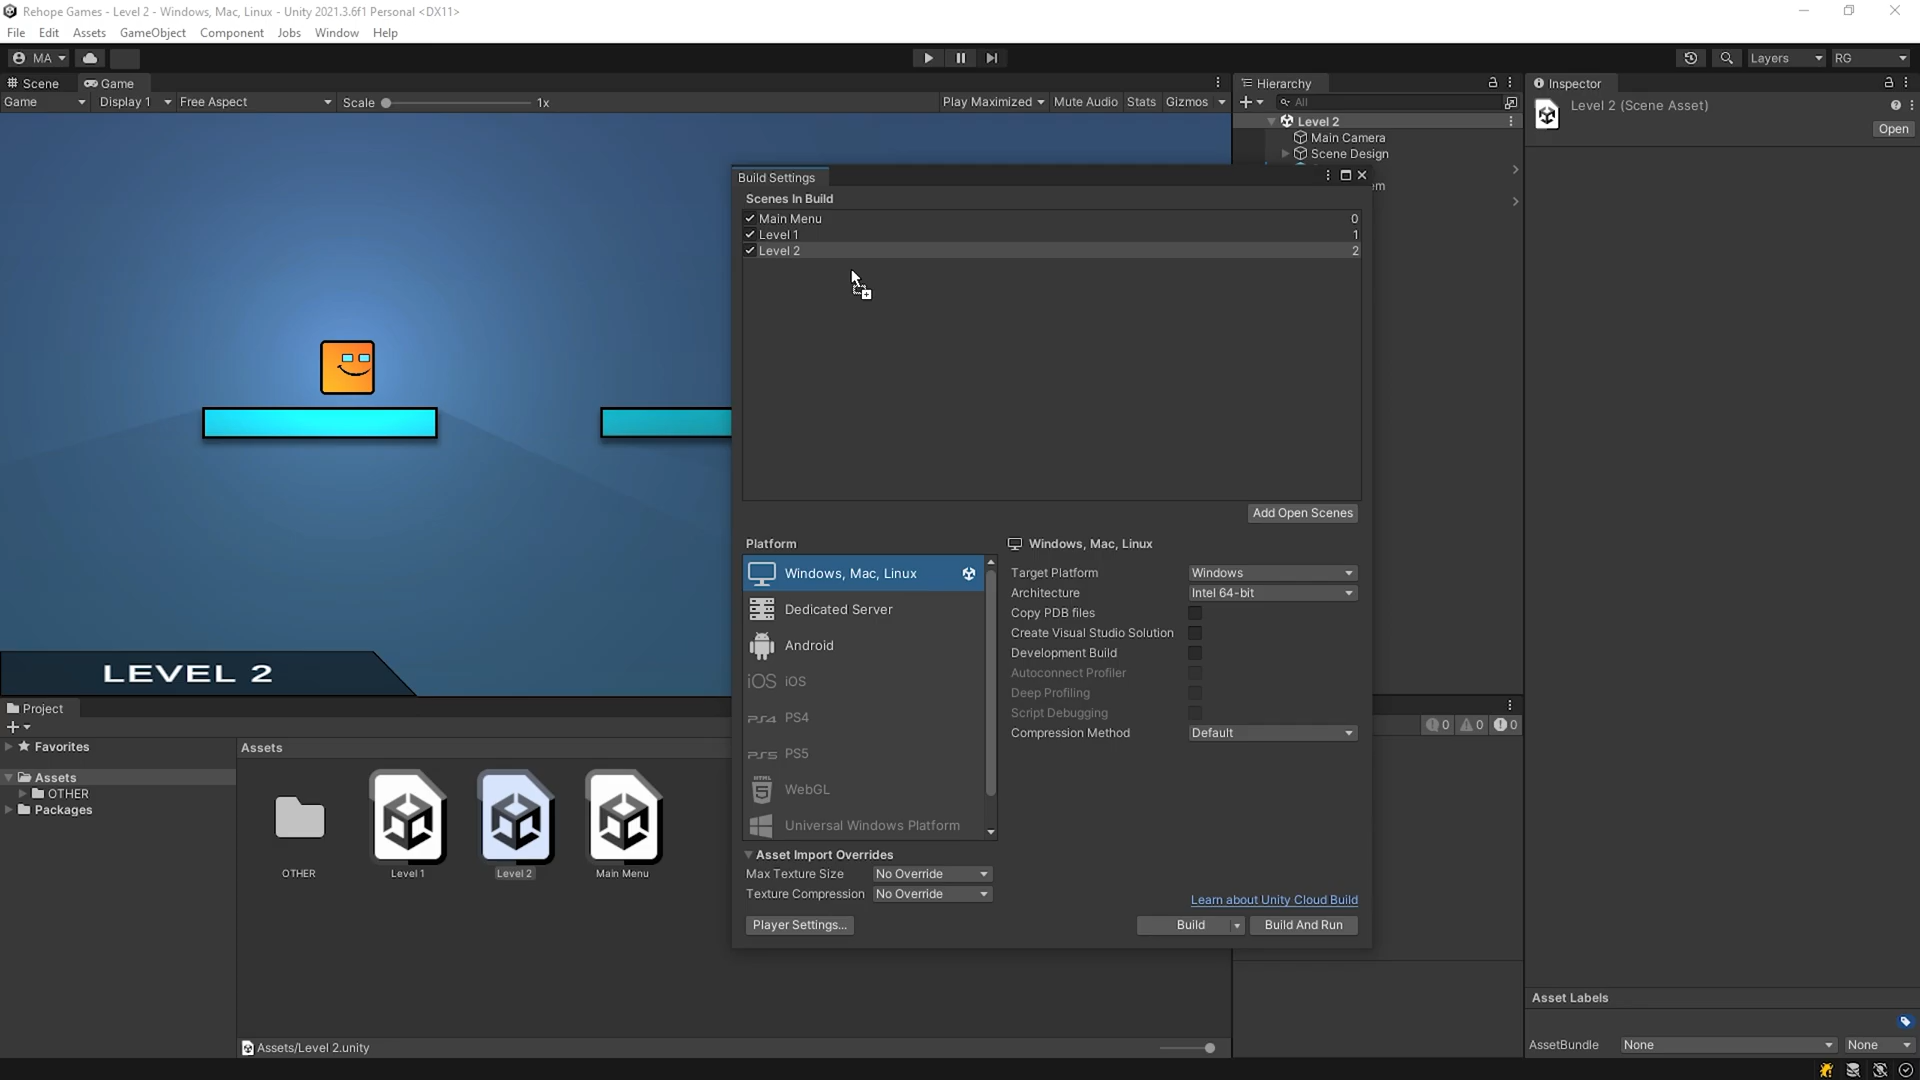 Rehope Games - Level 2 - Windows, Mac, Linux - Unity 2021.3.6f1 Personal <DX11>
File Edit Assets GameObject Component Jobs Window Help
MA Layers RG
Scene Game Hierarchy Inspector
Game Display 1 Free Aspect Scale 1x Play Maximized Mute Audio Stats Gizmos All
Level 2 (Scene Asset)
Open
Level 2
Main Camera
Scene Design
em
Build Settings
Scenes In Build
Main Menu 0
Level 1 1
Level 2 2
Add Open Scenes
Platform
Windows, Mac, Linux
Windows, Mac, Linux
Dedicated Server
Android
iOS iOS
PS4 PS4
PS5 PS5
HTML
WebGL
Universal Windows Platform
Target Platform Windows
Architecture Intel 64-bit
Copy PDB files
Create Visual Studio Solution
Development Build
Autoconnect Profiler
Deep Profiling
Script Debugging
Compression Method Default
Asset Import Overrides
Max Texture Size No Override
Texture Compression No Override
Learn about Unity Cloud Build
Player Settings... Build Build And Run
LEVEL 2
Project
0 0 0
Favorites
Assets
OTHER
Packages
Assets
OTHER Level 1 Level 2 Main Menu
Assets/Level 2.unity
Asset Labels
AssetBundle None None